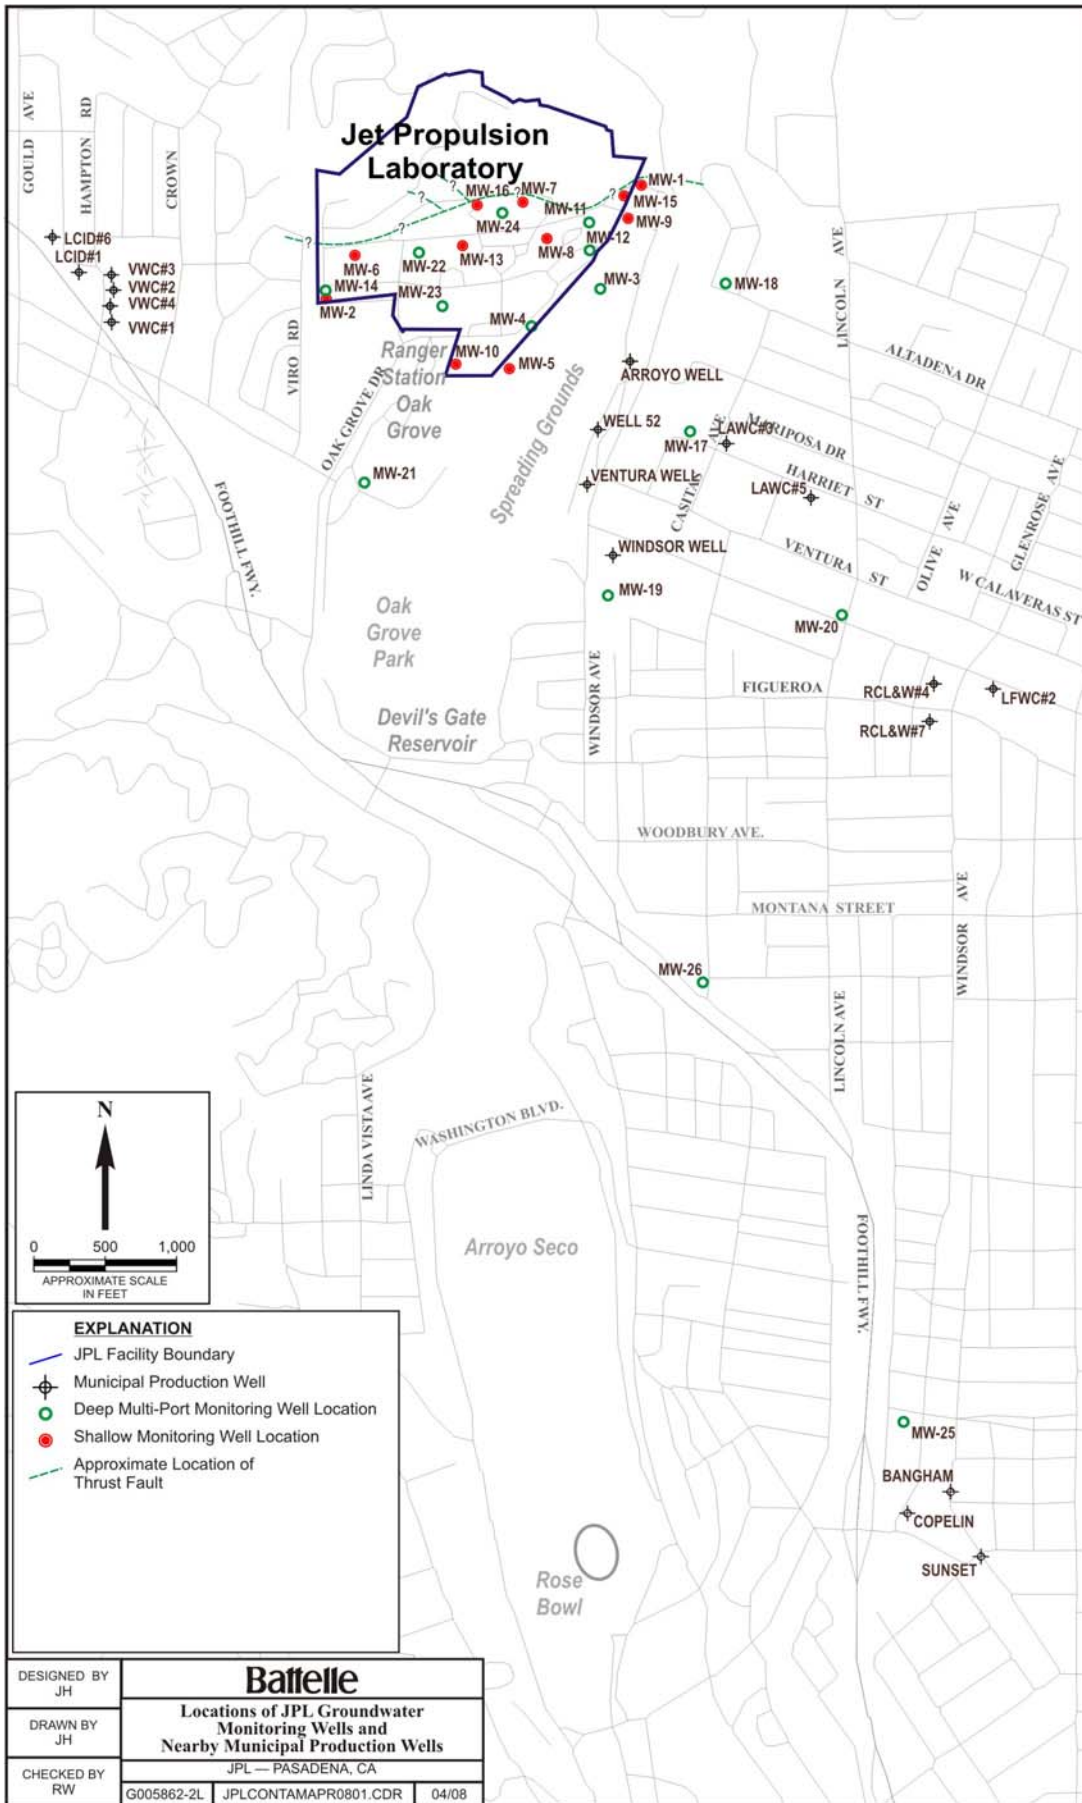 GOULD AVE
HAMPTON RD
CROWN
Jet Propulsion
Laboratory
MW-16
MW-7
MW-1
MW-15
MW-11
MW-9
MW-24
MW-12
MW-13
MW-8
MW-6
MW-22
MW-3
MW-14
MW-23
MW-18
MW-2
MW-4
MW-10
MW-5
?
?
?
?
?
?
LCID#6
LCID#1
VWC#3
VWC#2
VWC#4
VWC#1
VIRO RD
LINCOLN AVE
ALTADENA DR
Ranger
Station
Oak
Grove
OAK GROVE DR
Spreading Grounds
ARROYO WELL
WELL 52
MW-17
LAWC#3
MARIPOSA DR
CASITAS AVE
HARRIET ST
LAWC#5
VENTURA WELL
MW-21
FOOTHILL FWY.
WINDSOR WELL
VENTURA ST
OLIVE AVE
GLENROSE AVE
W CALAVERAS ST
MW-19
MW-20
Oak
Grove
Park
WINDSOR AVE
FIGUEROA
RCL&W#4
LFWC#2
RCL&W#7
Devil's Gate
Reservoir
WOODBURY AVE.
MONTANA STREET
WINDSOR AVE
MW-26
LINCOLN AVE
LINDA VISTA AVE
WASHINGTON BLVD.
Arroyo Seco
FOOTHILL FWY.
MW-25
BANGHAM
COPELIN
SUNSET
Rose
Bowl
N
0 500 1,000
APPROXIMATE SCALE
IN FEET
EXPLANATION
JPL Facility Boundary
Municipal Production Well
Deep Multi-Port Monitoring Well Location
Shallow Monitoring Well Location
Approximate Location of
Thrust Fault
DESIGNED BY
JH
DRAWN BY
JH
CHECKED BY
RW
Battelle
Locations of JPL Groundwater
Monitoring Wells and
Nearby Municipal Production Wells
JPL — PASADENA, CA
G005862-2L JPLCONTAMAPR0801.CDR 04/08